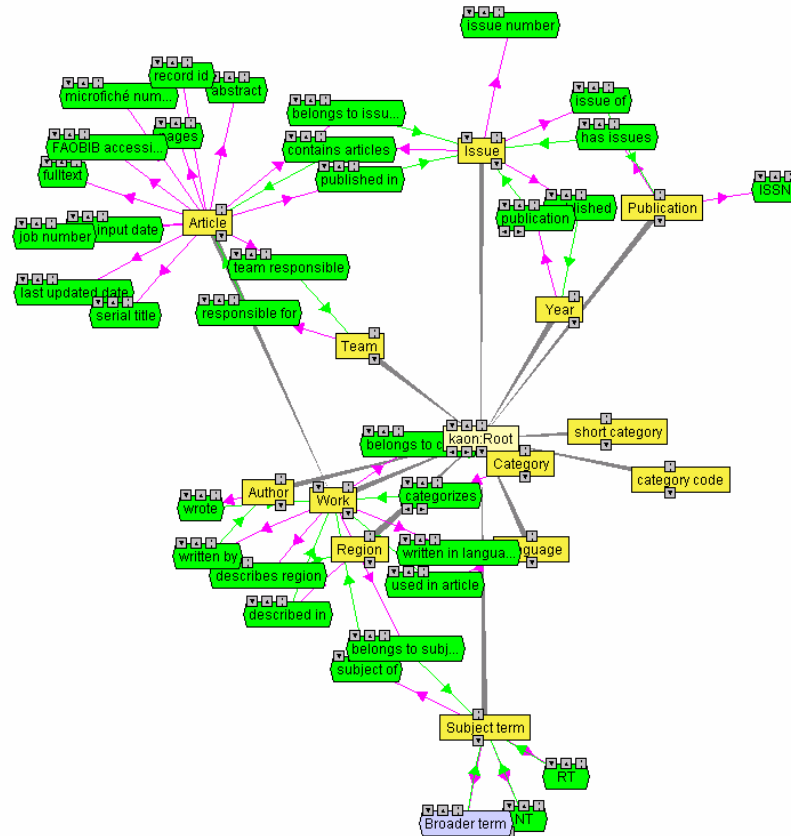 issue number
record id
abstract
microfiché num...
issue of
belongs to issu...
has issues
FAOBIB accessi...
contains articles
Issue
fulltext
published in
ISSN
Publication
Article
publication
job number
input date
team responsible
last updated date
Year
serial title
responsible for
Team
short category
kaon:Root
belongs to c
Category
category code
Author
Work
categorizes
wrote
Region
written in langua...
written by
describes region
used in article
described in
belongs to subj...
subject of
Subject term
RT
Broader term
NT